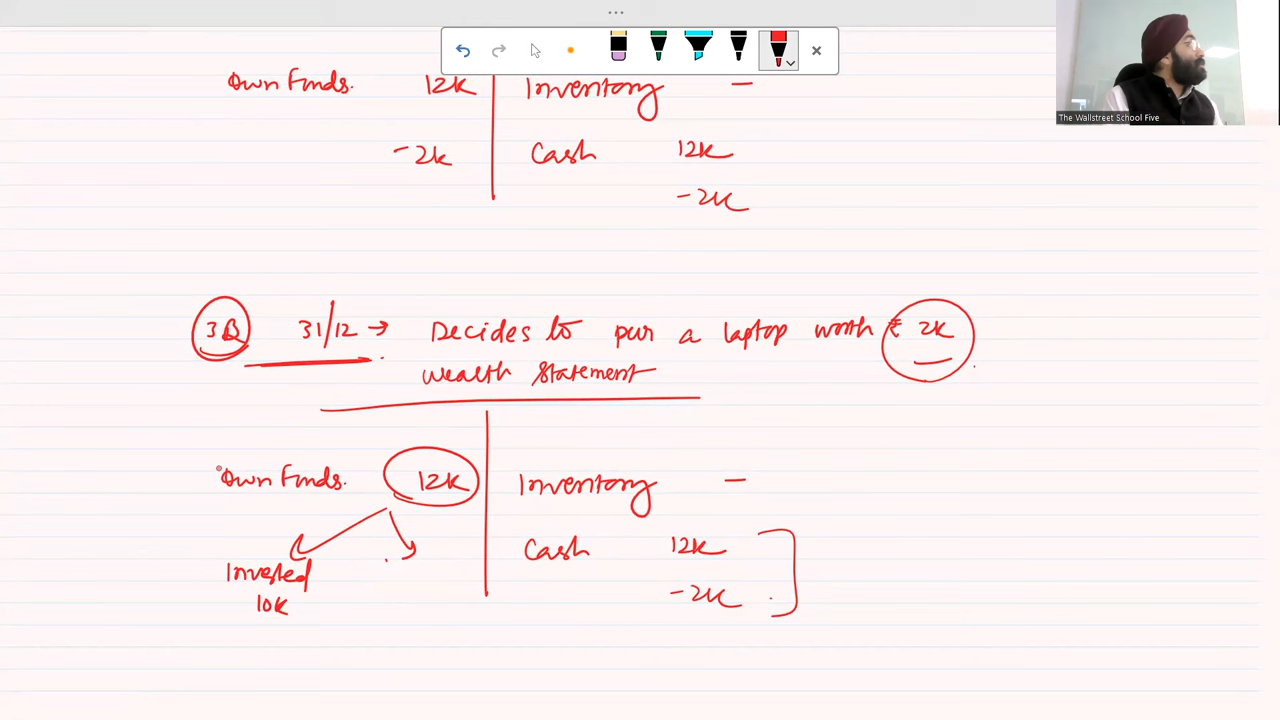 The Wallstreet School Five
Own Funds. 12K Inventory –
-2K Cash 12K
-2K
3B 31/12 → Decides to pur a laptop worth ₹ 2K
Wealth Statement
Own Funds. 12K Inventory –
Cash 12K
Invested -2K
10K